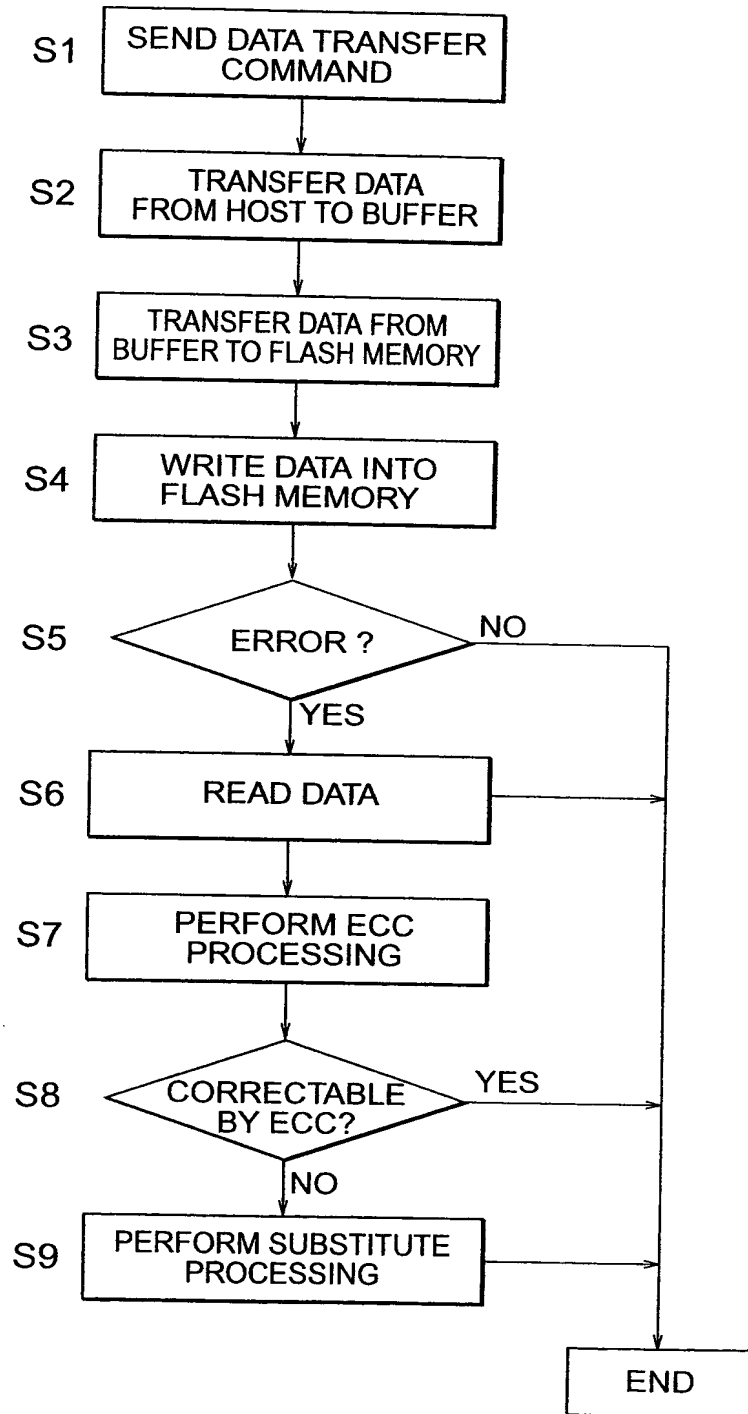 S1
SEND DATA TRANSFER
COMMAND
S2
TRANSFER DATA
FROM HOST TO BUFFER
S3
TRANSFER DATA FROM
BUFFER TO FLASH MEMORY
S4
WRITE DATA INTO
FLASH MEMORY
S5
ERROR ?
NO
YES
S6
READ DATA
S7
PERFORM ECC
PROCESSING
S8
CORRECTABLE
BY ECC?
YES
NO
S9
PERFORM SUBSTITUTE
PROCESSING
END